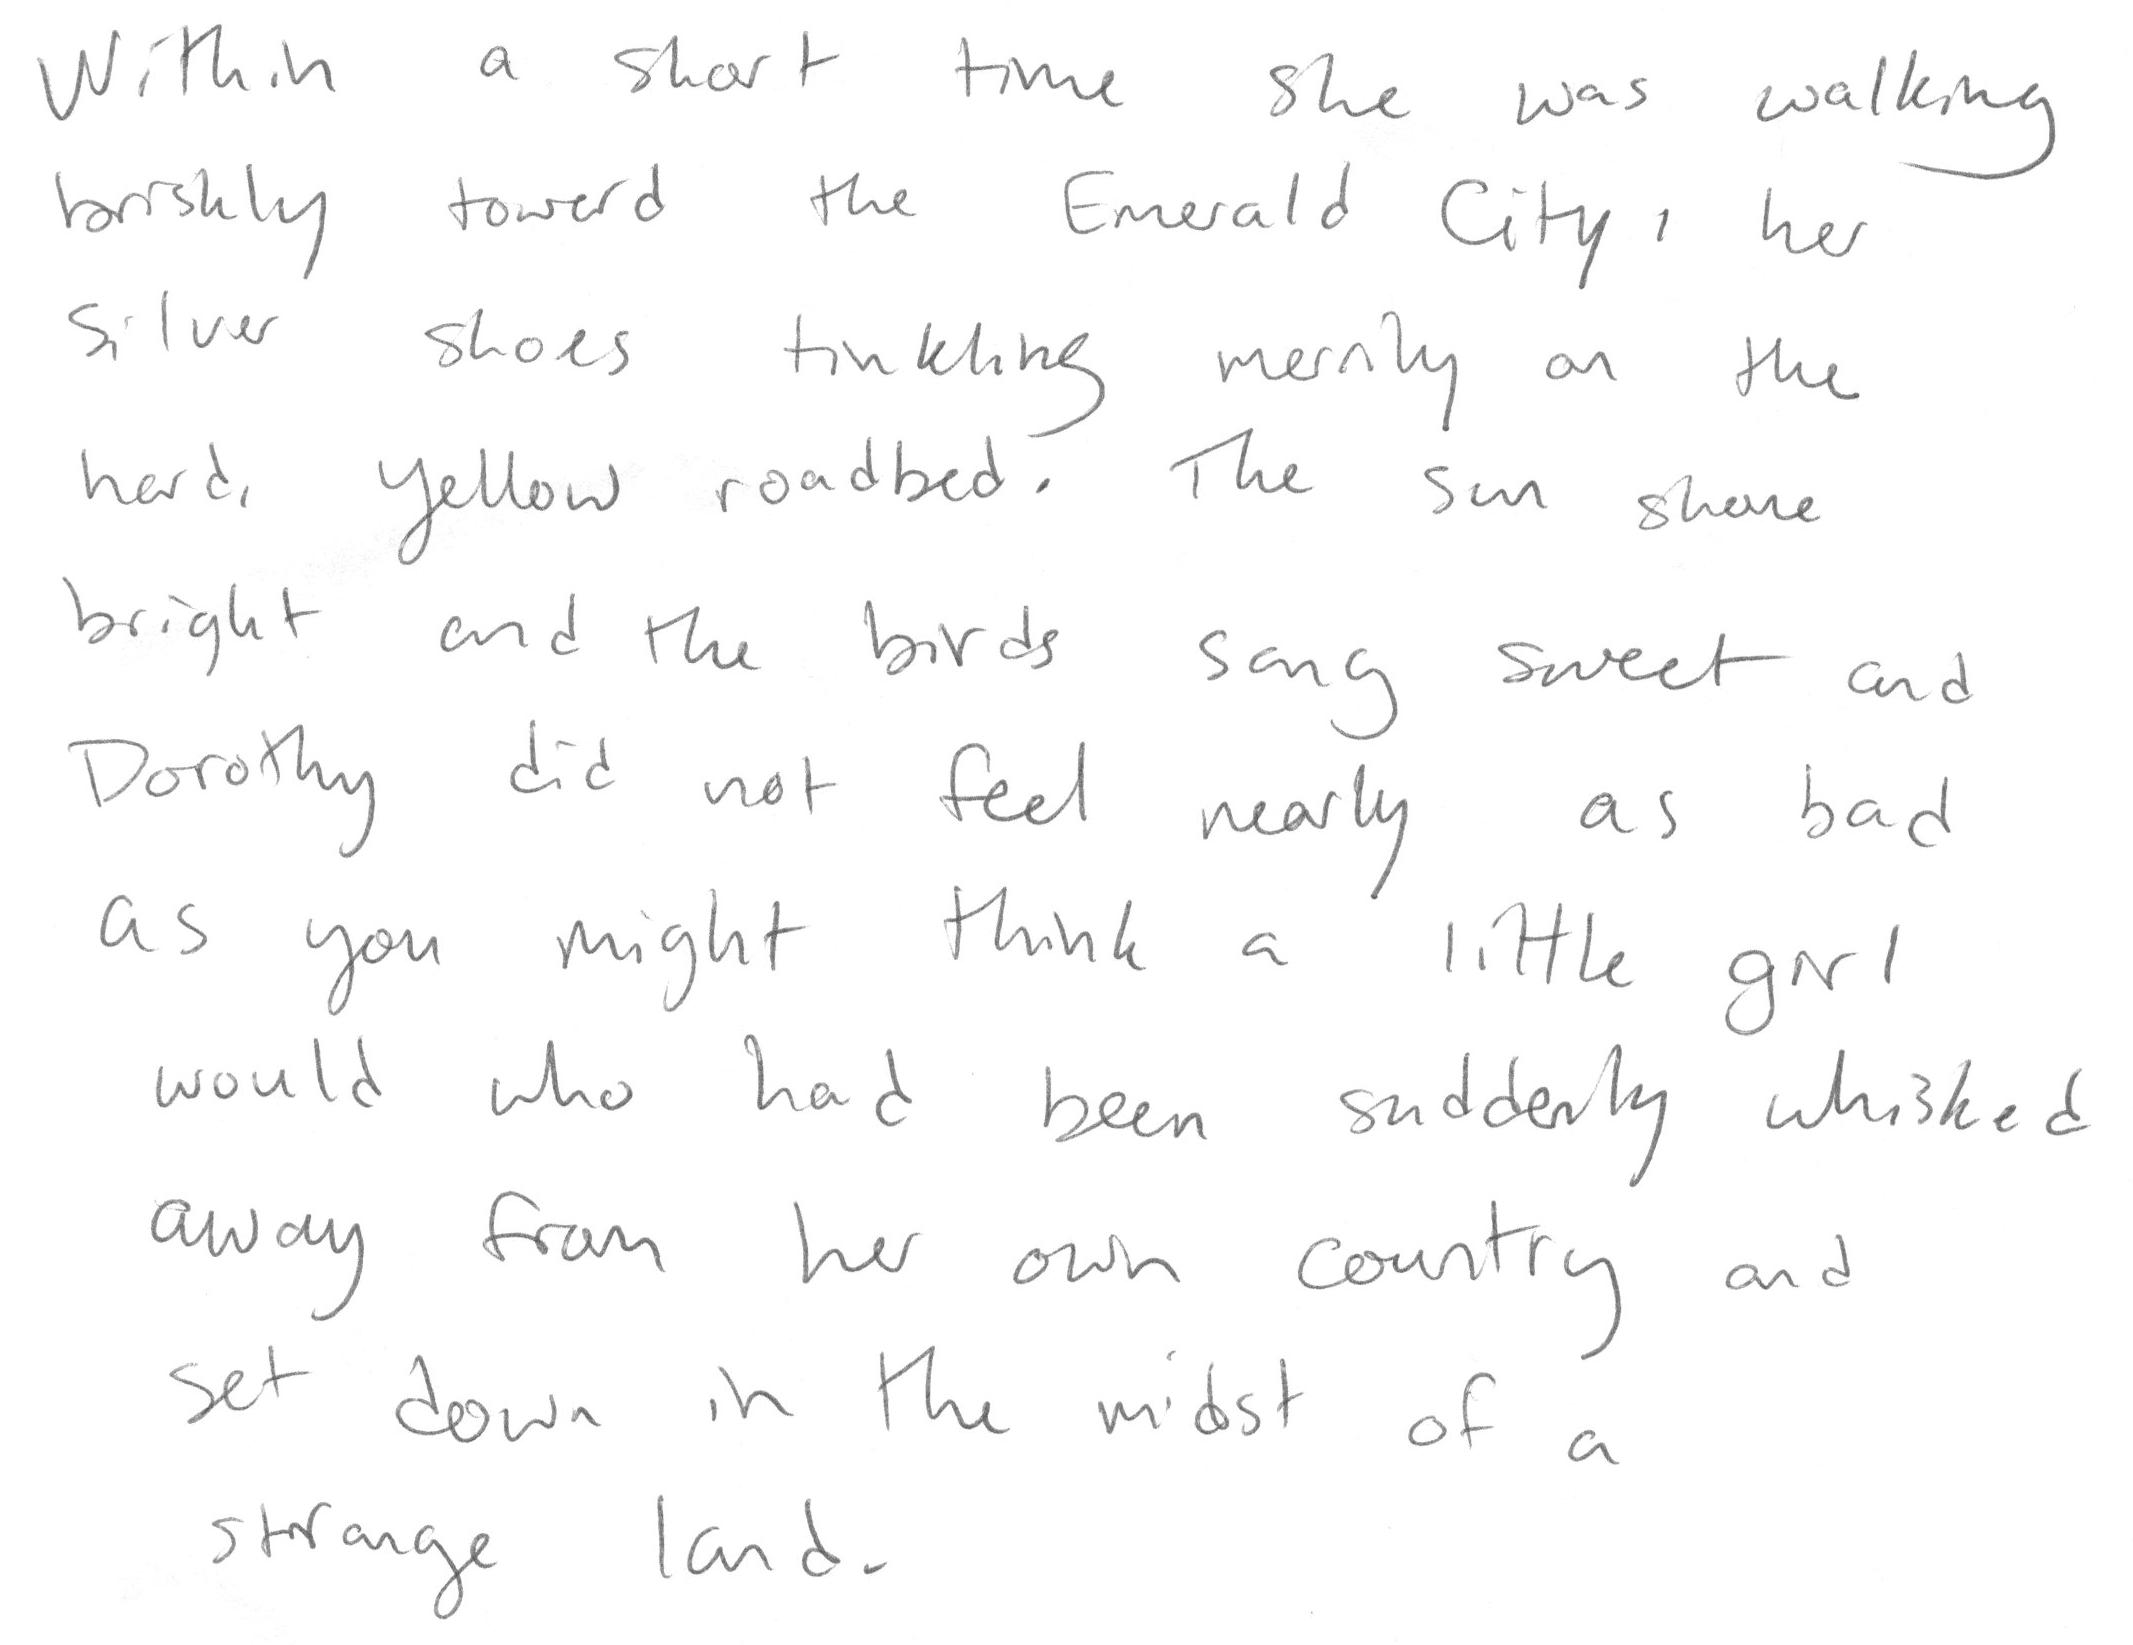 Within a short time she was walking
briskly toward the Emerald City, her
silver shoes tinkling merrily on the
hard, yellow roadbed. The sun shone
bright and the birds sang sweet and
Dorothy did not feel nearly as bad
as you might think a little girl
would who had been suddenly whisked
away from her own country and
set down in the midst of a
strange land.